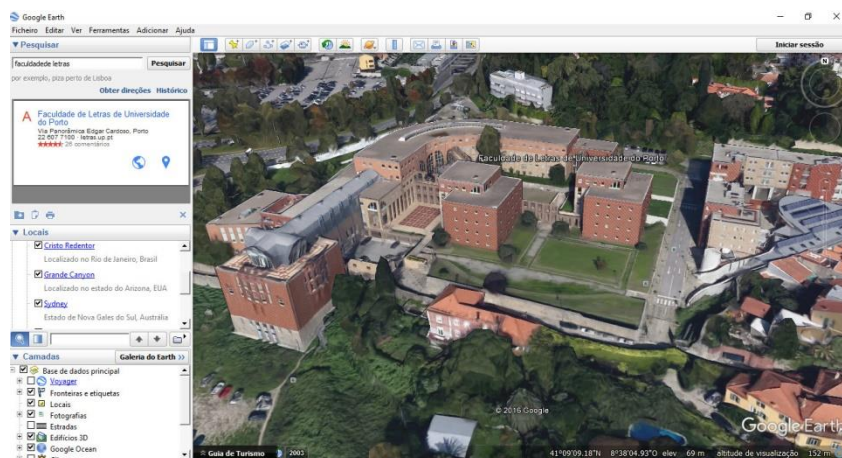 Google Earth
Ficheiro Editar Ver Ferramentas Adicionar Ajuda
Pesquisar
Iniciar sessão
faculdadede letras
Pesquisar
por exemplo, piza perto de Lisboa
Obter direções Histórico
A Faculdade de Letras de Universidade
do Porto
Via Panorâmica Edgar Cardoso, Porto
22 607 7100 · letras.up.pt
26 comentários
Locais
Cristo Redentor
Localizado no Rio de Janeiro, Brasil
Grande Canyon
Localizado no estado do Arizona, EUA
Sydney
Estado de Nova Gales do Sul, Austrália
Camadas
Galeria do Earth >>
Base de dados principal
Voyager
Fronteiras e etiquetas
Locais
Fotografias
Estradas
Edifícios 3D
Google Ocean
Faculdade de Letras de Universidade do Porto
N
© 2016 Google
Google Earth
Guia de Turismo
2003
41°09'09.18"N 8°38'04.93"O elev 69 m altitude de visualização 152 m